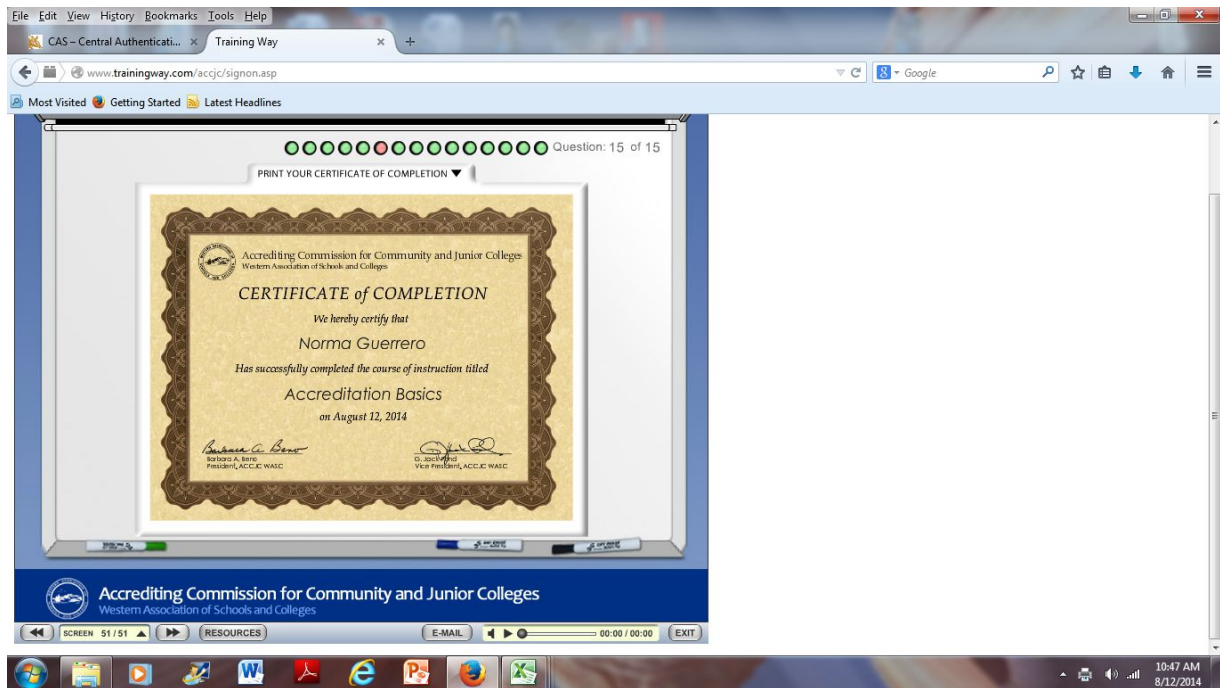 File Edit View History Bookmarks Tools Help
CAS – Central Authenticati... × Training Way × +
www.trainingway.com/accjc/signon.asp Google
Most Visited Getting Started Latest Headlines
Question: 15 of 15
PRINT YOUR CERTIFICATE OF COMPLETION ▼
Accrediting Commission for Community and Junior Colleges
Western Association of Schools and Colleges
CERTIFICATE of COMPLETION
We hereby certify that
Norma Guerrero
Has successfully completed the course of instruction titled
Accreditation Basics
on August 12, 2014
Barbara A. Beno
Barbara A. Beno
President, ACCJC WASC
G. Jack
Vice President, ACCJC WASC
Accrediting Commission for Community and Junior Colleges
Western Association of Schools and Colleges
SCREEN 51/51 RESOURCES E-MAIL 00:00 / 00:00 EXIT
10:47 AM
8/12/2014